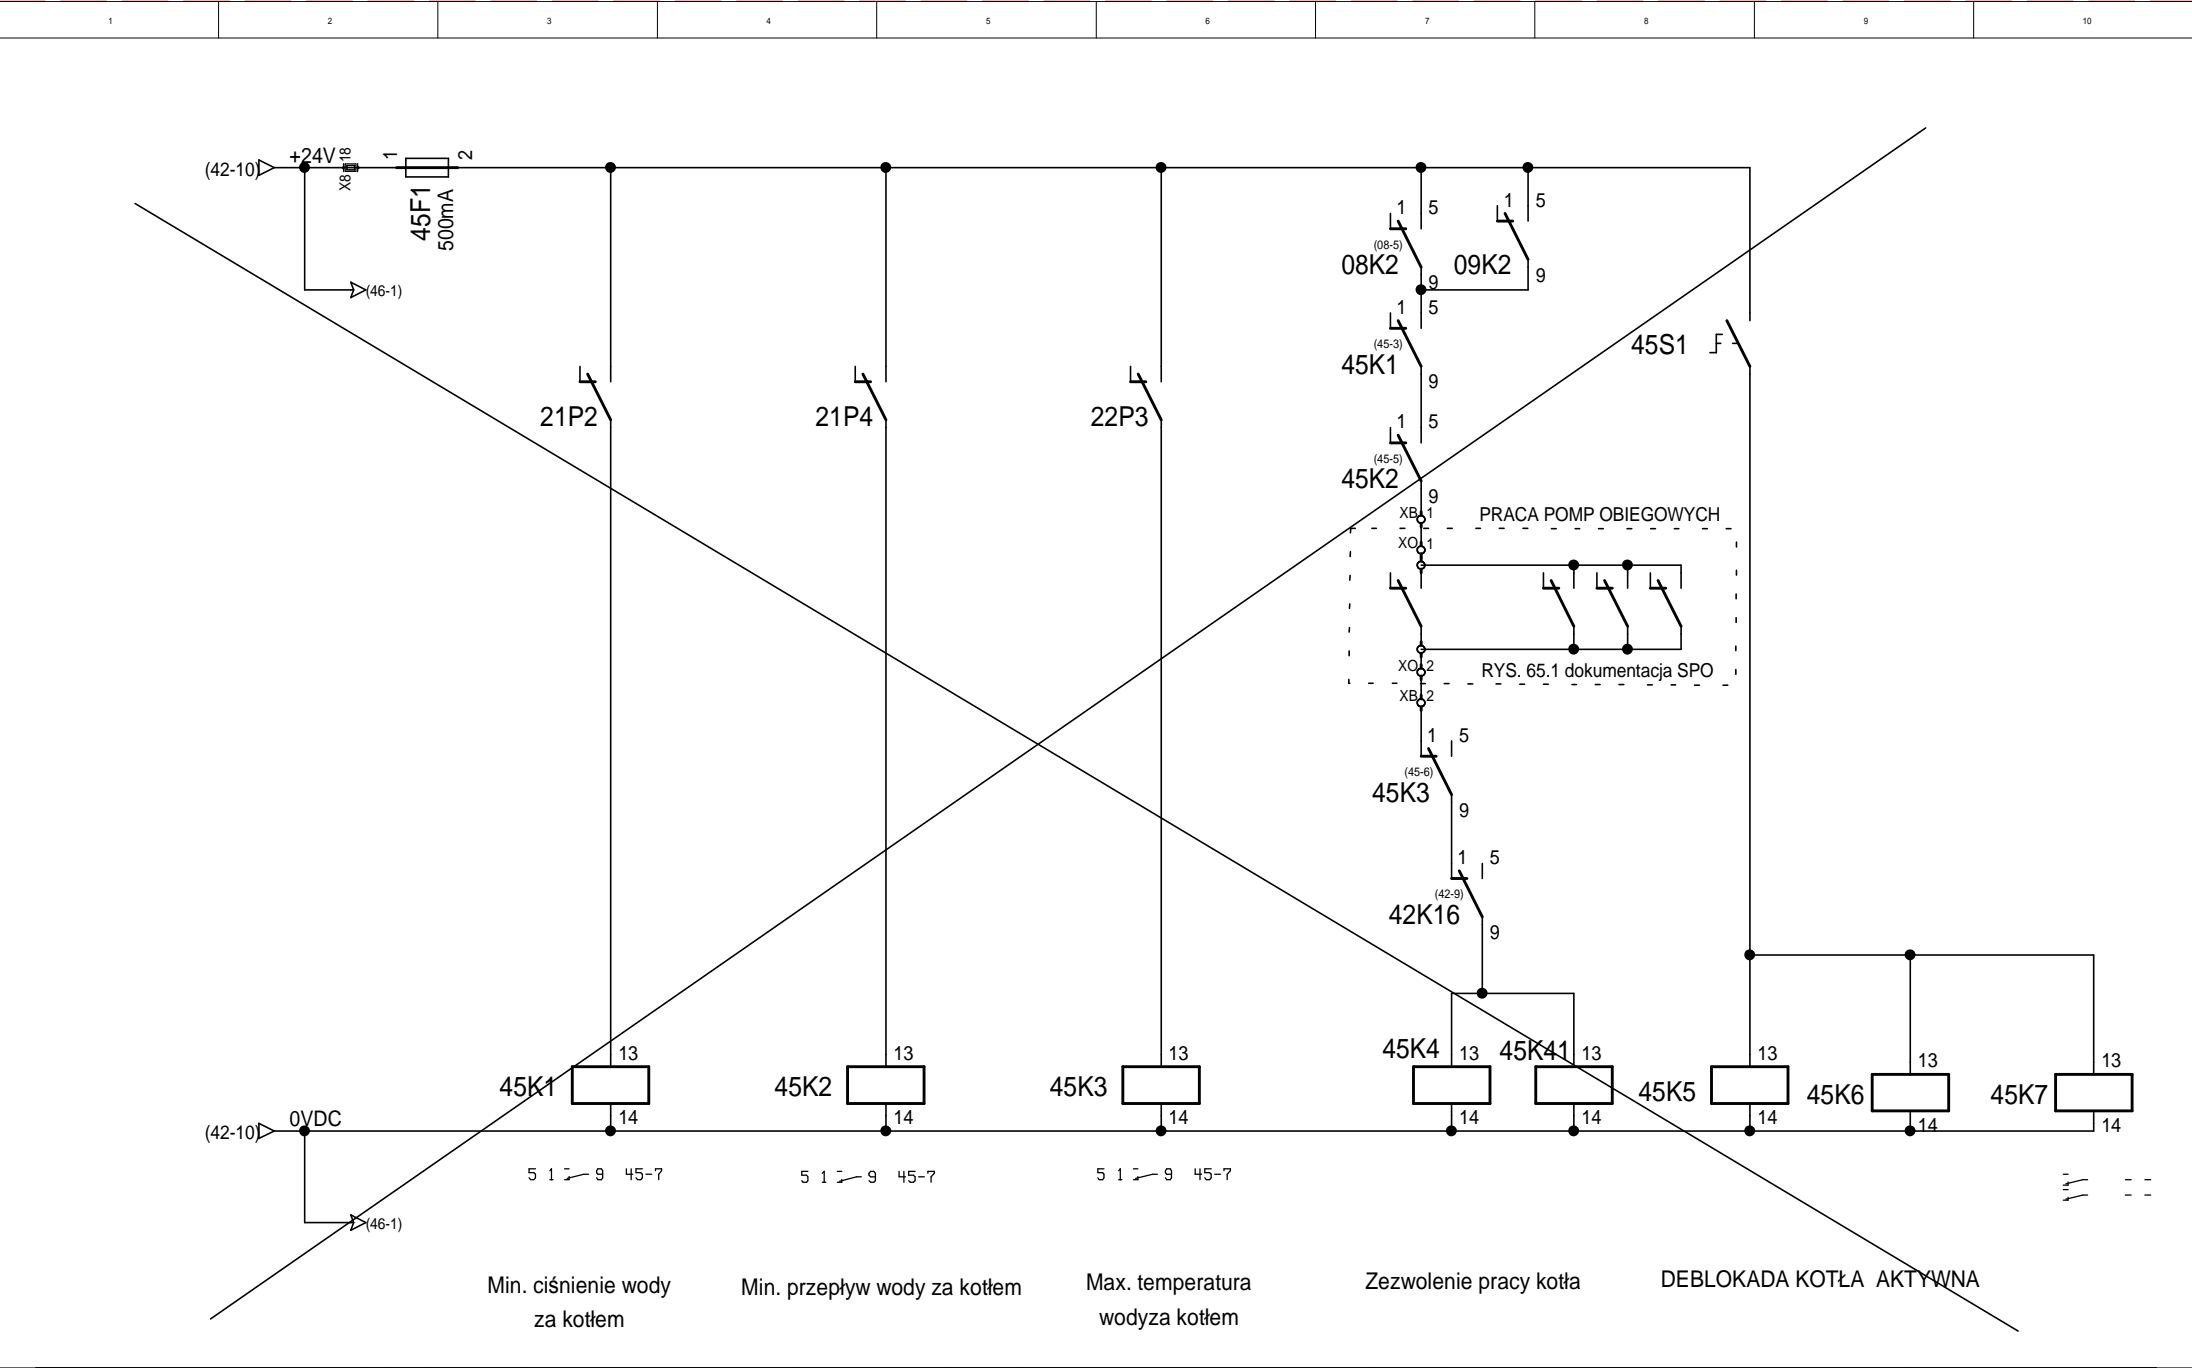 1 2 3 4 5 6 7 8 9 10
(42-10) +24V X8 18 1 2
45F1
500mA
(46-1)
1 5 1 5
(08-5)
08K2 09K2
9 9
1 5
(45-3)
45K1
9
45S1
21P2 21P4 22P3
1 5
(45-5)
45K2
9
XB 1
PRACA POMP OBIEGOWYCH
XO 1
XO 2
RYS. 65.1 dokumentacja SPO
XB 2
1 5
(45-6)
45K3
9
1 5
(42-9)
42K16
9
45K1 13 14
45K2 13 14
45K3 13 14
45K4 13 14
45K41 13 14
45K5 13 14
45K6 13 14
45K7 13 14
(42-10) 0VDC
(46-1)
5 1 9 45-7
5 1 9 45-7
5 1 9 45-7
Min. ciśnienie wody
za kotłem
Min. przepływ wody za kotłem
Max. temperatura
wodyza kotłem
Zezwolenie pracy kotła
DEBLOKADA KOTŁA AKTYWNA